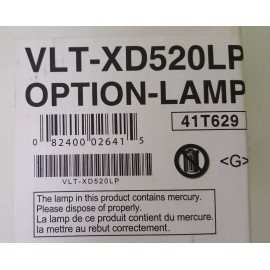 VLT-XD520LP
OPTION-LAMP
41T629
0 82400 02641 5
<G>
VLT-XD520LP
The lamp in this product contains mercury.
Please dispose of properly.
La lamp de ce produit contient du mercure.
la mettre au rebut correctement.